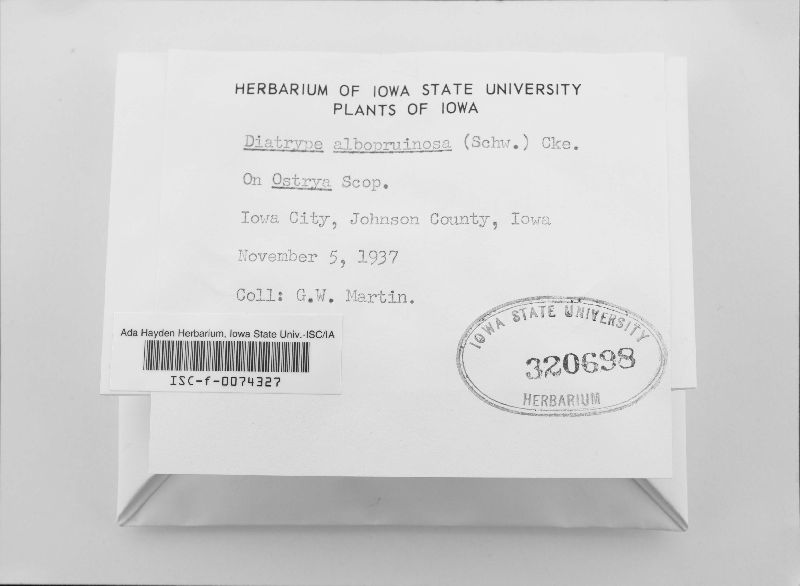 HERBARIUM OF IOWA STATE UNIVERSITY
PLANTS OF IOWA
Diatrype albopruinosa (Schw.) Cke.
On Ostrya Scop.
Iowa City, Johnson County, Iowa
November 5, 1937
Coll: G.W. Martin.
Ada Hayden Herbarium, Iowa State Univ.-ISC/IA
ISC-f-0074327
IOWA STATE UNIVERSITY
320698
HERBARIUM